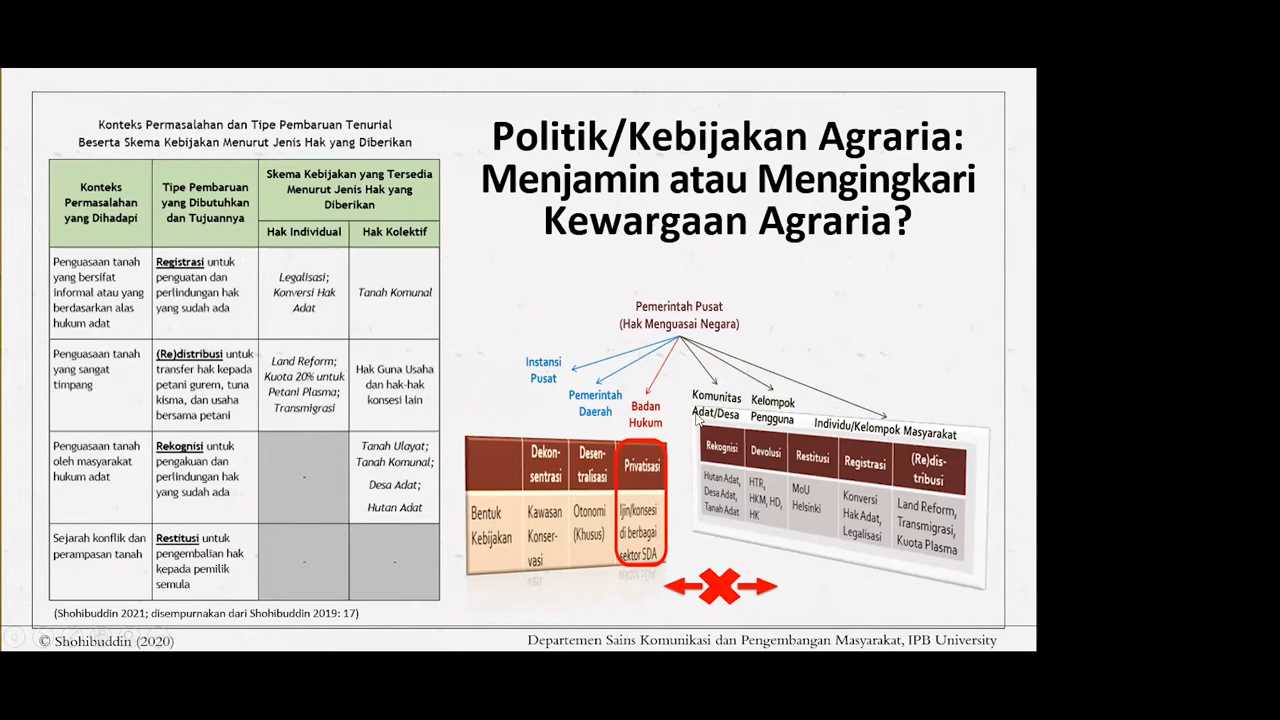 Konteks Permasalahan dan Tipe Pembaruan Tenurial
Beserta Skema Kebijakan Menurut Jenis Hak yang Diberikan
Konteks
Permasalahan
yang Dihadapi
Tipe Pembaruan
yang Dibutuhkan
dan Tujuannya
Skema Kebijakan yang Tersedia
Menurut Jenis Hak yang
Diberikan
Hak Individual
Hak Kolektif
Penguasaan tanah
yang bersifat
informal atau yang
berdasarkan alas
hukum adat
Registrasi untuk
penguatan dan
perlindungan hak
yang sudah ada
Legalisasi;
Konversi Hak
Adat
Tanah Komunal
Penguasaan tanah
yang sangat
timpang
(Re)distribusi untuk
transfer hak kepada
petani gurem, tuna
kisma, dan usaha
bersama petani
Land Reform;
Kuota 20% untuk
Petani Plasma;
Transmigrasi
Hak Guna Usaha
dan hak-hak
konsesi lain
Penguasaan tanah
oleh masyarakat
hukum adat
Rekognisi untuk
pengakuan dan
perlindungan hak
yang sudah ada
-
Tanah Ulayat;
Tanah Komunal;
Desa Adat;
Hutan Adat
Sejarah konflik dan
perampasan tanah
Restitusi untuk
pengembalian hak
kepada pemilik
semula
-
-
(Shohibuddin 2021; disempurnakan dari Shohibuddin 2019: 17)
Politik/Kebijakan Agraria:
Menjamin atau Mengingkari
Kewargaan Agraria?
Pemerintah Pusat
(Hak Menguasai Negara)
Instansi
Pusat
Pemerintah
Daerah
Badan
Hukum
Komunitas
Adat/Desa
Kelompok
Pengguna
Individu/Kelompok Masyarakat
Dekon-
sentrasi
Desen-
tralisasi
Privatisasi
Bentuk
Kebijakan
Kawasan
Konser-
vasi
Otonomi
(Khusus)
Ijin/konsesi
di berbagai
sektor SDA
Rekognisi
Devolusi
Restitusi
Registrasi
(Re)dis-
tribusi
Hutan Adat,
Desa Adat,
Tanah Adat
HTR,
HKM, HD,
HK
MoU
Helsinki
Konversi
Hak Adat,
Legalisasi
Land Reform,
Transmigrasi,
Kuota Plasma
© Shohibuddin (2020)
Departemen Sains Komunikasi dan Pengembangan Masyarakat, IPB University